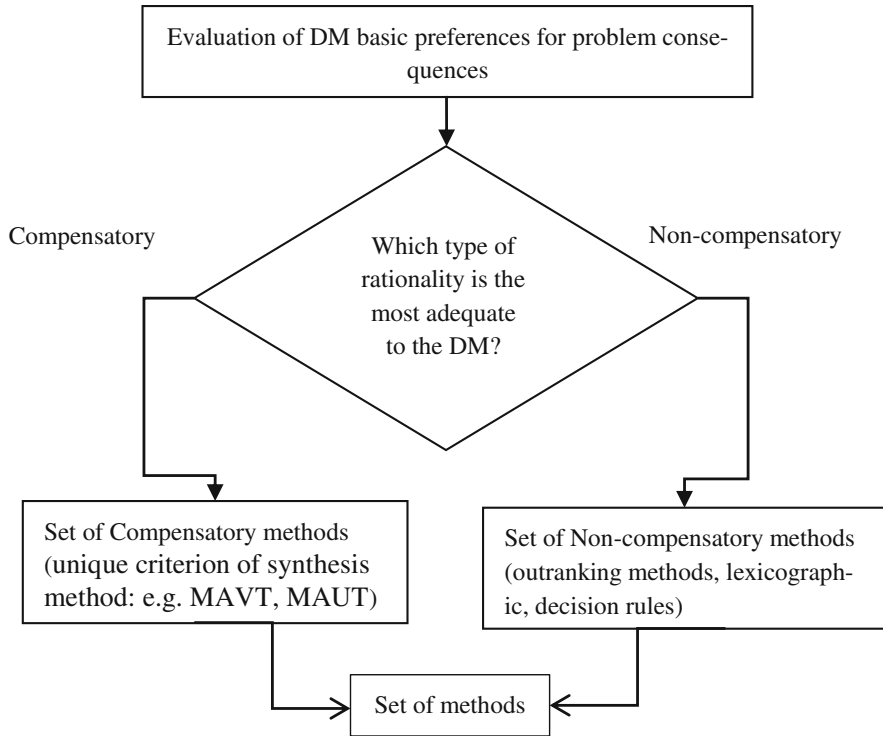 Evaluation of DM basic preferences for problem conse-
quences
Compensatory
Non-compensatory
Which type of
rationality is the
most adequate
to the DM?
Set of Compensatory methods
(unique criterion of synthesis
method: e.g. MAVT, MAUT)
Set of Non-compensatory methods
(outranking methods, lexicograph-
ic, decision rules)
Set of methods